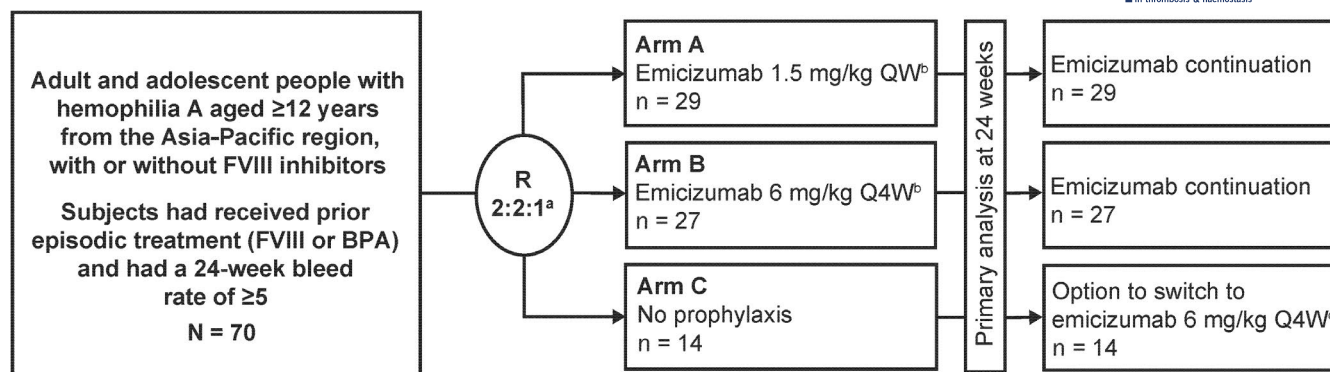 in thrombosis & haemostasis
Adult and adolescent people with
hemophilia A aged ≥12 years
from the Asia-Pacific region,
with or without FVIII inhibitors
Subjects had received prior
episodic treatment (FVIII or BPA)
and had a 24-week bleed
rate of ≥5
N = 70
R
2:2:1ᵃ
Arm A
Emicizumab 1.5 mg/kg QWᵇ
n = 29
Arm B
Emicizumab 6 mg/kg Q4Wᵇ
n = 27
Arm C
No prophylaxis
n = 14
Primary analysis at 24 weeks
Emicizumab continuation
n = 29
Emicizumab continuation
n = 27
Option to switch to
emicizumab 6 mg/kg Q4W
n = 14